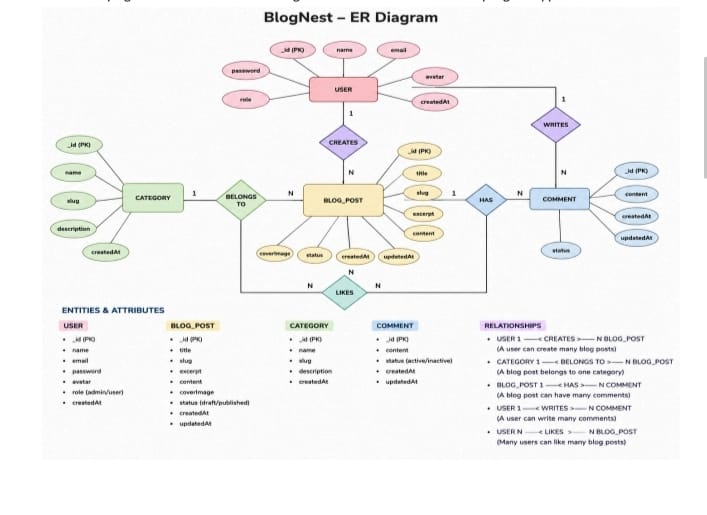 BlogNest – ER Diagram
_id (PK)
name
email
password
avatar
USER
role
createdAt
1
1
WRITES
CREATES
_id (PK)
_id (PK)
name
title
N
N
_id (PK)
slug
CATEGORY
1
BELONGS
TO
N
BLOG_POST
slug
1
HAS
N
COMMENT
content
excerpt
createdAt
description
content
updatedAt
createdAt
coverImage
status
createdAt
updatedAt
status
N
N
LIKES
N
ENTITIES & ATTRIBUTES
USER
• _id (PK)
• name
• email
• password
• avatar
• role (admin/user)
• createdAt
BLOG_POST
• _id (PK)
• title
• slug
• excerpt
• content
• coverImage
• status (draft/published)
• createdAt
• updatedAt
CATEGORY
• _id (PK)
• name
• slug
• description
• createdAt
COMMENT
• _id (PK)
• content
• status (active/inactive)
• createdAt
• updatedAt
RELATIONSHIPS
• USER 1 —< CREATES >— N BLOG_POST
(A user can create many blog posts)
• CATEGORY 1 —< BELONGS TO >— N BLOG_POST
(A blog post belongs to one category)
• BLOG_POST 1 —< HAS >— N COMMENT
(A blog post can have many comments)
• USER 1 —< WRITES >— N COMMENT
(A user can write many comments)
• USER N —< LIKES >— N BLOG_POST
(Many users can like many blog posts)